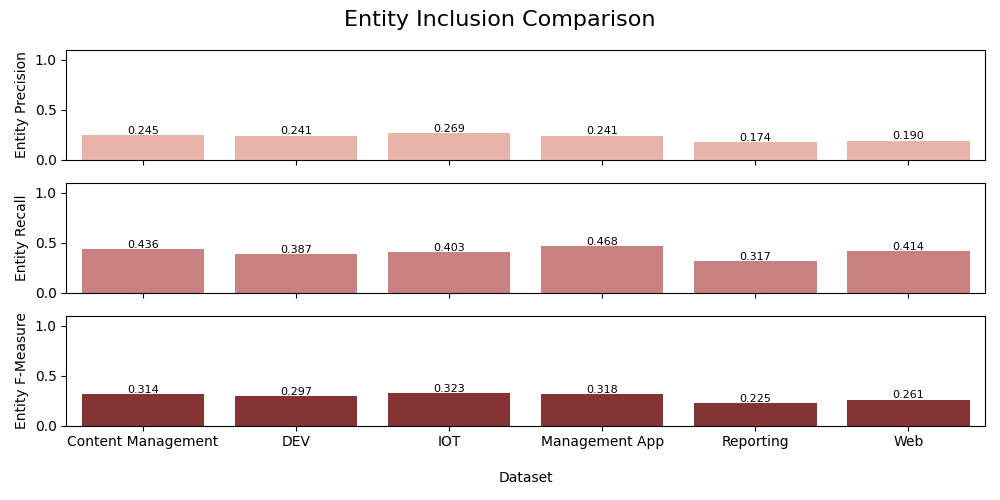 Entity Inclusion Comparison
Entity Precision
1.0
0.5
0.0
0.245
0.241
0.269
0.241
0.174
0.190
Entity Recall
1.0
0.5
0.0
0.436
0.387
0.403
0.468
0.317
0.414
Entity F-Measure
1.0
0.5
0.0
0.314
0.297
0.323
0.318
0.225
0.261
Content Management
DEV
IOT
Management App
Reporting
Web
Dataset